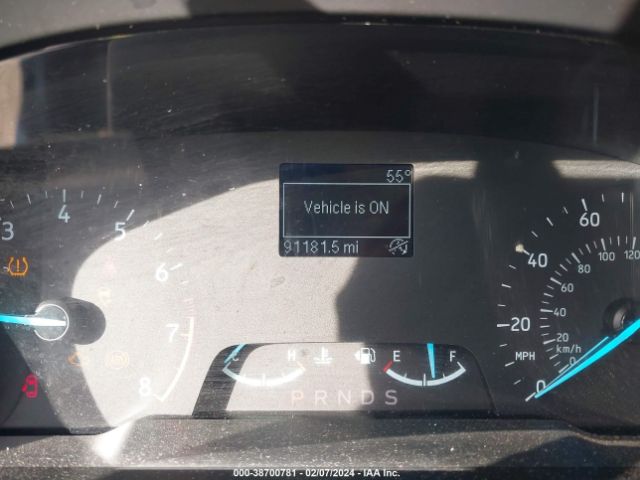 55°
Vehicle is ON
91181.5 mi
3 4 5 6 7 8
C H
E F
P R N D S
0 20 40 60
MPH
0 20 40 60 80 100 120
km/h
000-38700781 - 02/07/2024 - IAA Inc.